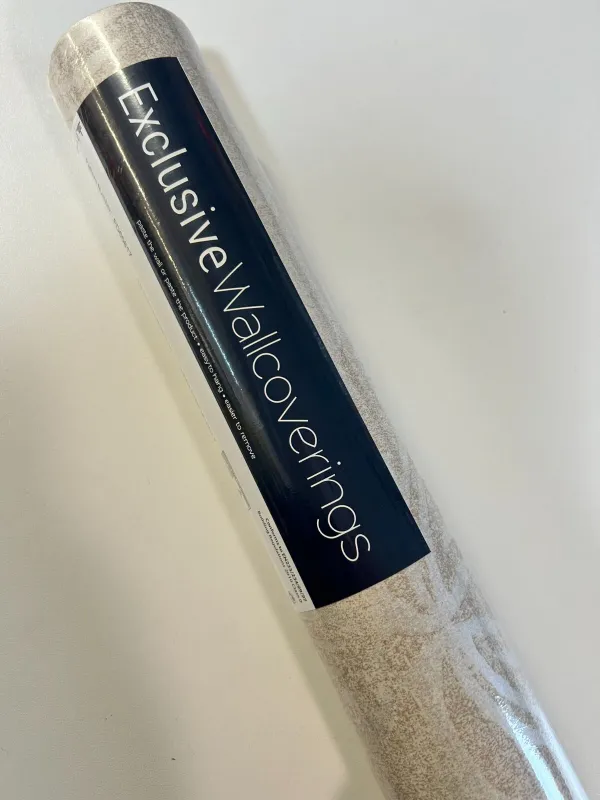 Exclusive Wallcoverings
paste the wall or paste the product • easy to hang • easier to remove